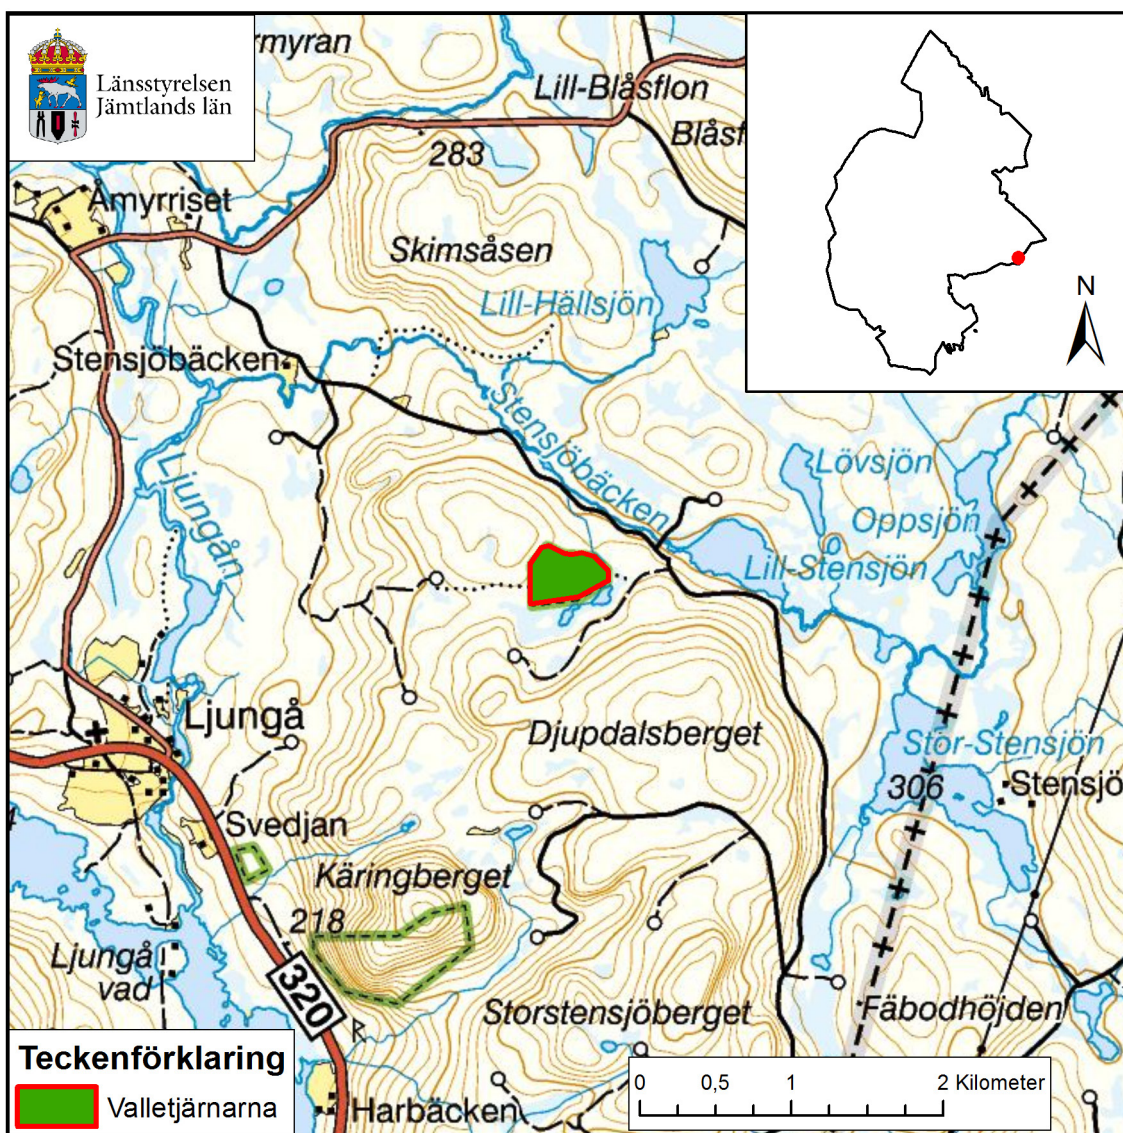 Länsstyrelsen
Jämtlands län
rmyran
Lill-Blåsflon
Blåsf
283
Åmyrriset
Skimsåsen
Lill-Hällsjön
N
Stensjöbäcken
Stensjöbäcken
Ljungån
Lövsjön
Oppsjön
Lill-Stensjön
Ljungå
Djupdalsberget
Stor-Stensjön
306
Stensjö
Svedjan
Käringberget
218
Ljungå
vad
320
Storstensjöberget
Fäbodhöjden
R
Harbäcken
Teckenförklaring
Valletjärnarna
0 0,5 1 2 Kilometer